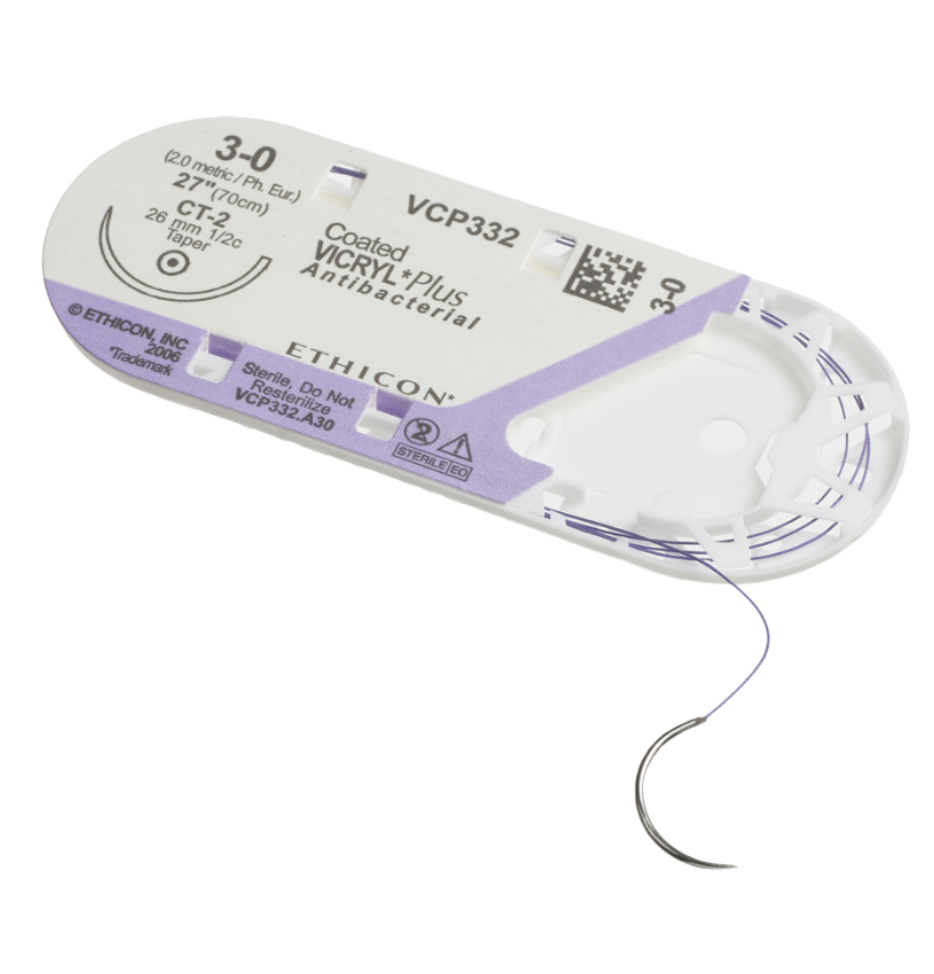 3-0
(2.0 metric / Ph. Eur.)
27"(70cm)
CT-2
26 mm 1/2c
Taper
VCP332
Coated
VICRYL*Plus
Antibacterial
3-0
ETHICON*
© ETHICON, INC
2006
*Trademark
Sterile, Do Not
Resterilize
VCP332.A30
2
STERILE EO